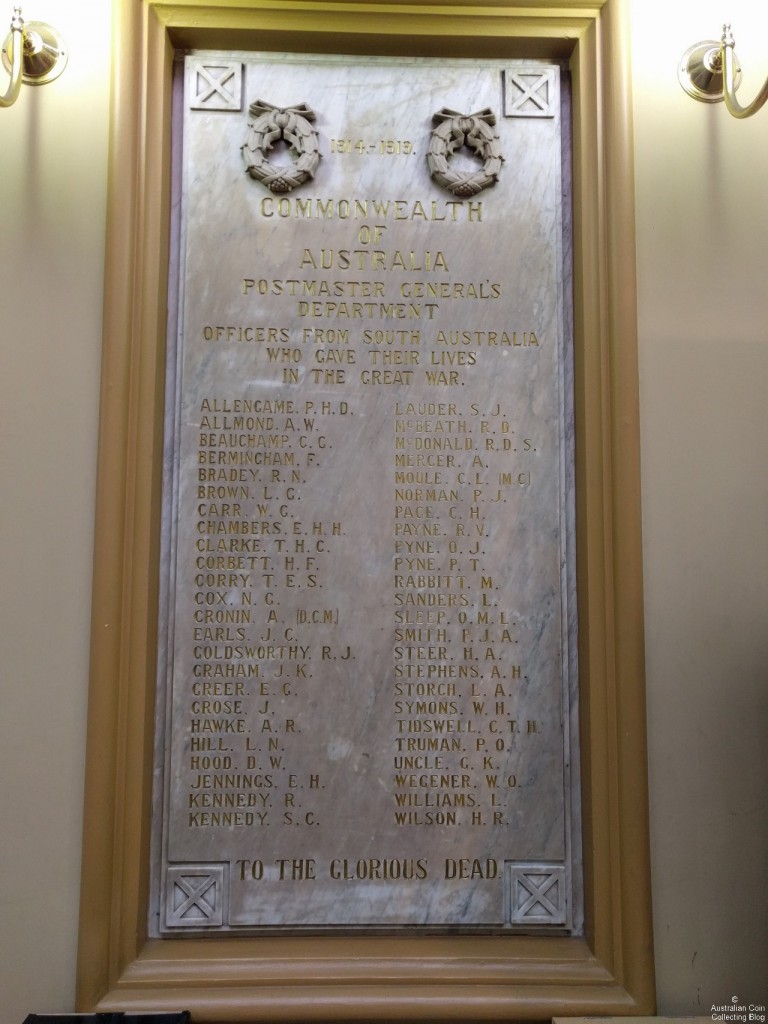 1914.-1919.
COMMONWEALTH
OF
AUSTRALIA
POSTMASTER GENERAL'S
DEPARTMENT
OFFICERS FROM SOUTH AUSTRALIA
WHO GAVE THEIR LIVES
IN THE GREAT WAR.
ALLENGAME. P. H. D.
ALLMOND. A. W.
BEAUCHAMP. C. G.
BERMINGHAM. F.
BRADEY. R. N.
BROWN. L. G.
CARR. W. G.
CHAMBERS. E. H. H.
CLARKE. T. H. C.
CORBETT. H. F.
CORRY. T. E. S.
COX. N. G.
CRONIN. A. (D.C.M.)
EARLS. J. C.
GOLDSWORTHY. R. J.
GRAHAM. J. K.
GREER. E. G.
GROSE. J.
HAWKE. A. R.
HILL. L. N.
HOOD. D. W.
JENNINGS. E. H.
KENNEDY. R.
KENNEDY. S. C.
LAUDER. S. J.
McBEATH. R. D.
McDONALD. R. D. S.
MERCER. A.
MOULE. C. L. (M.C)
NORMAN. P. J.
PACE. C. H.
PAYNE. R. V.
PYNE. O. J.
PYNE. P. T.
RABBITT. M.
SANDERS. L.
SLEEP. O. M. L.
SMITH. P. J. A.
STEER. H. A.
STEPHENS. A. H.
STORCH. L. A.
SYMONS. W. H.
TIDSWELL. C. T. H.
TRUMAN. P. O.
UNCLE. G. K.
WEGENER. W. O.
WILLIAMS. L.
WILSON. H. R.
TO THE GLORIOUS DEAD.
©
Australian Coin
Collecting Blog